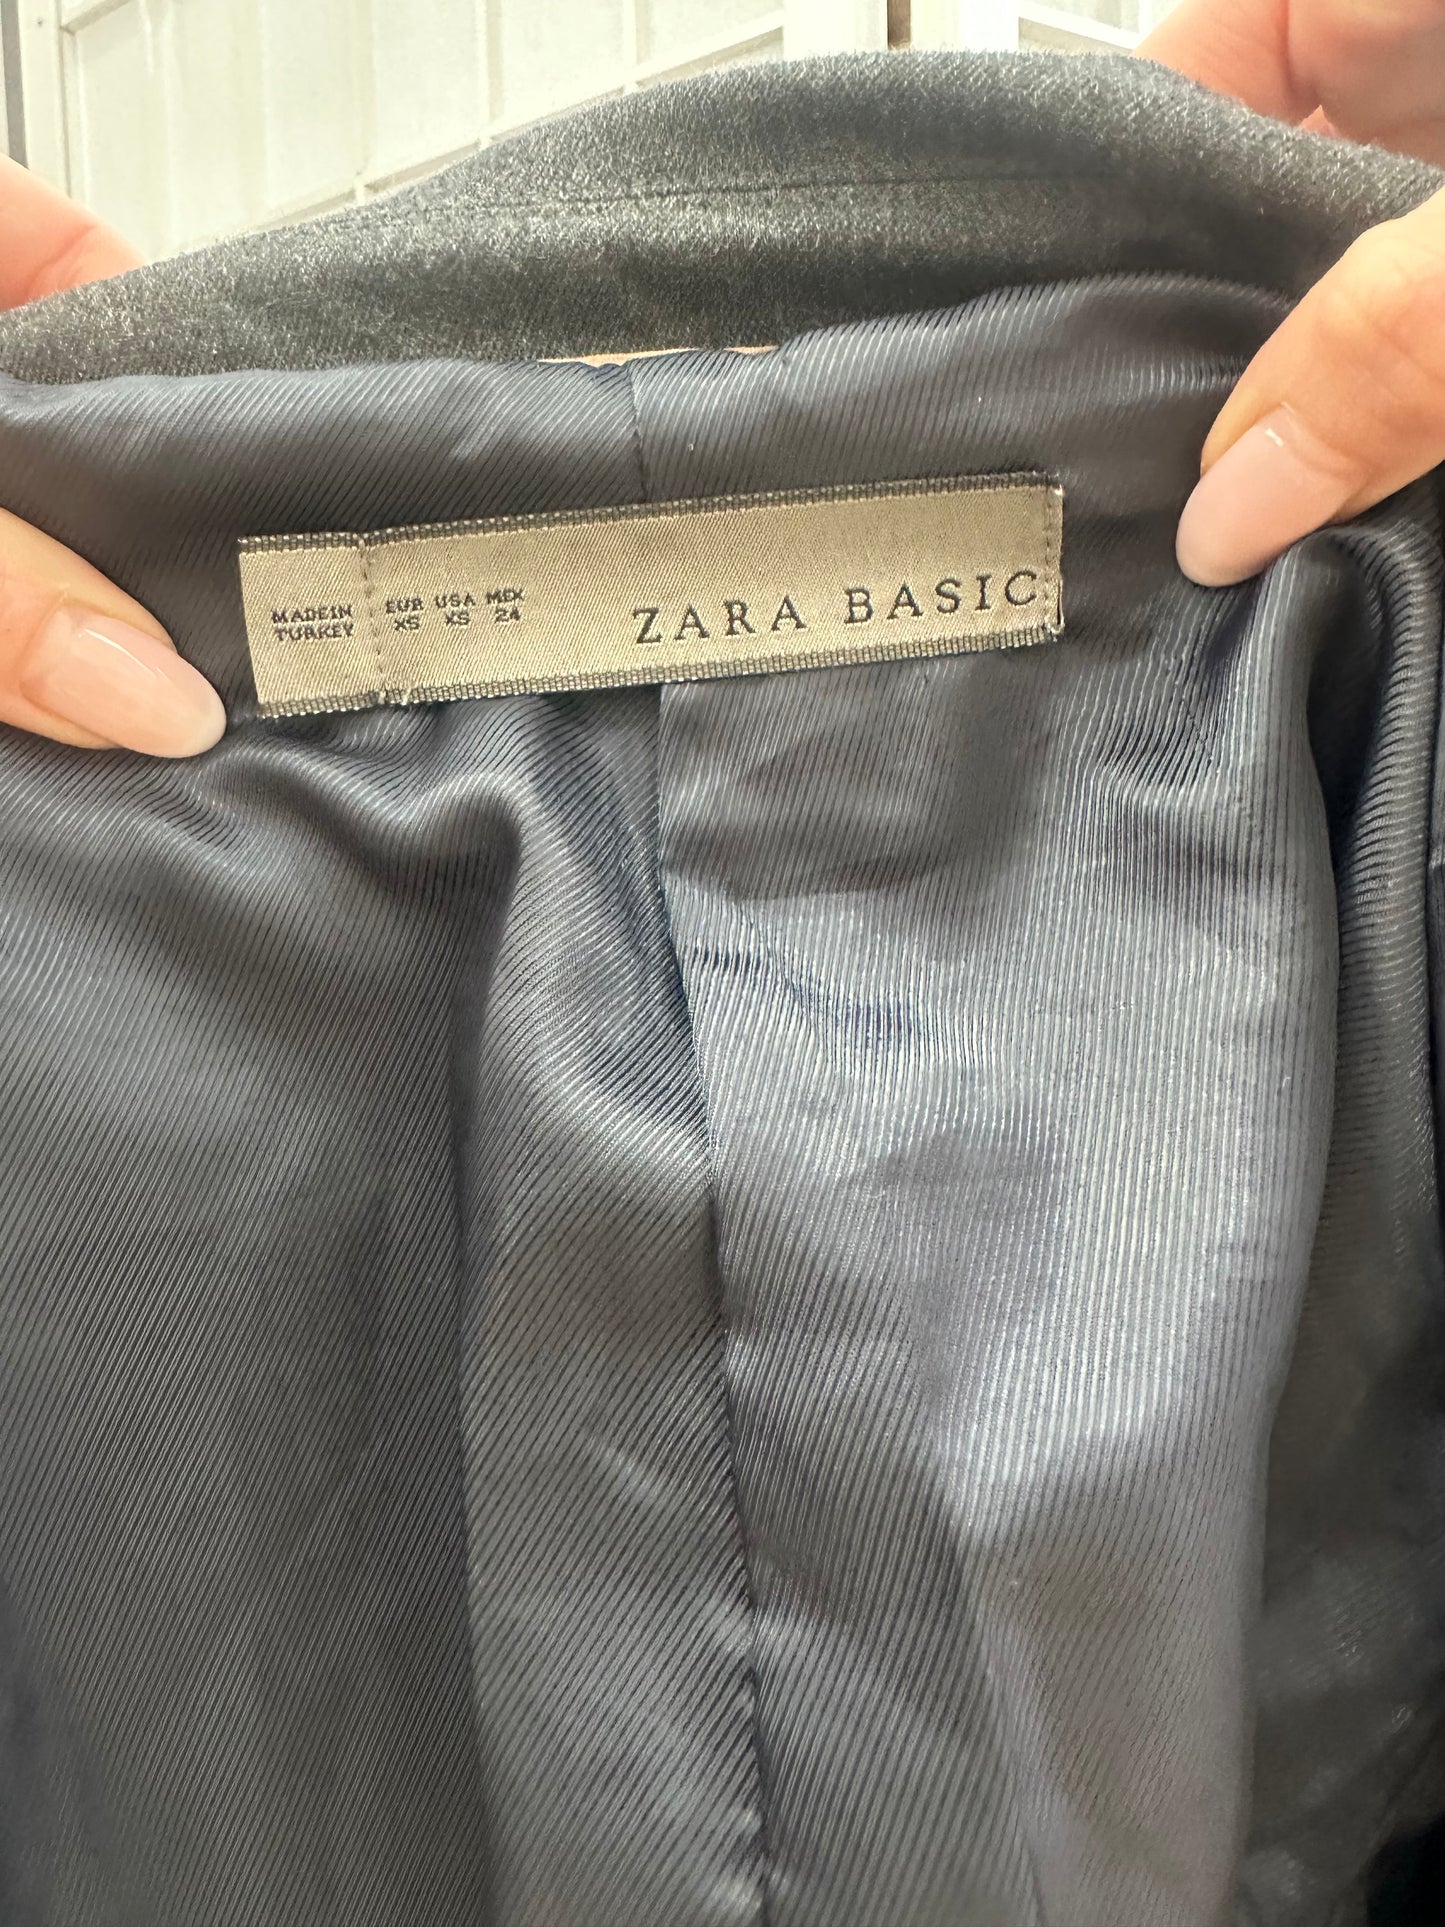 MADE IN
TURKEY
EUR USA MEX
XS XS 24
ZARA BASIC